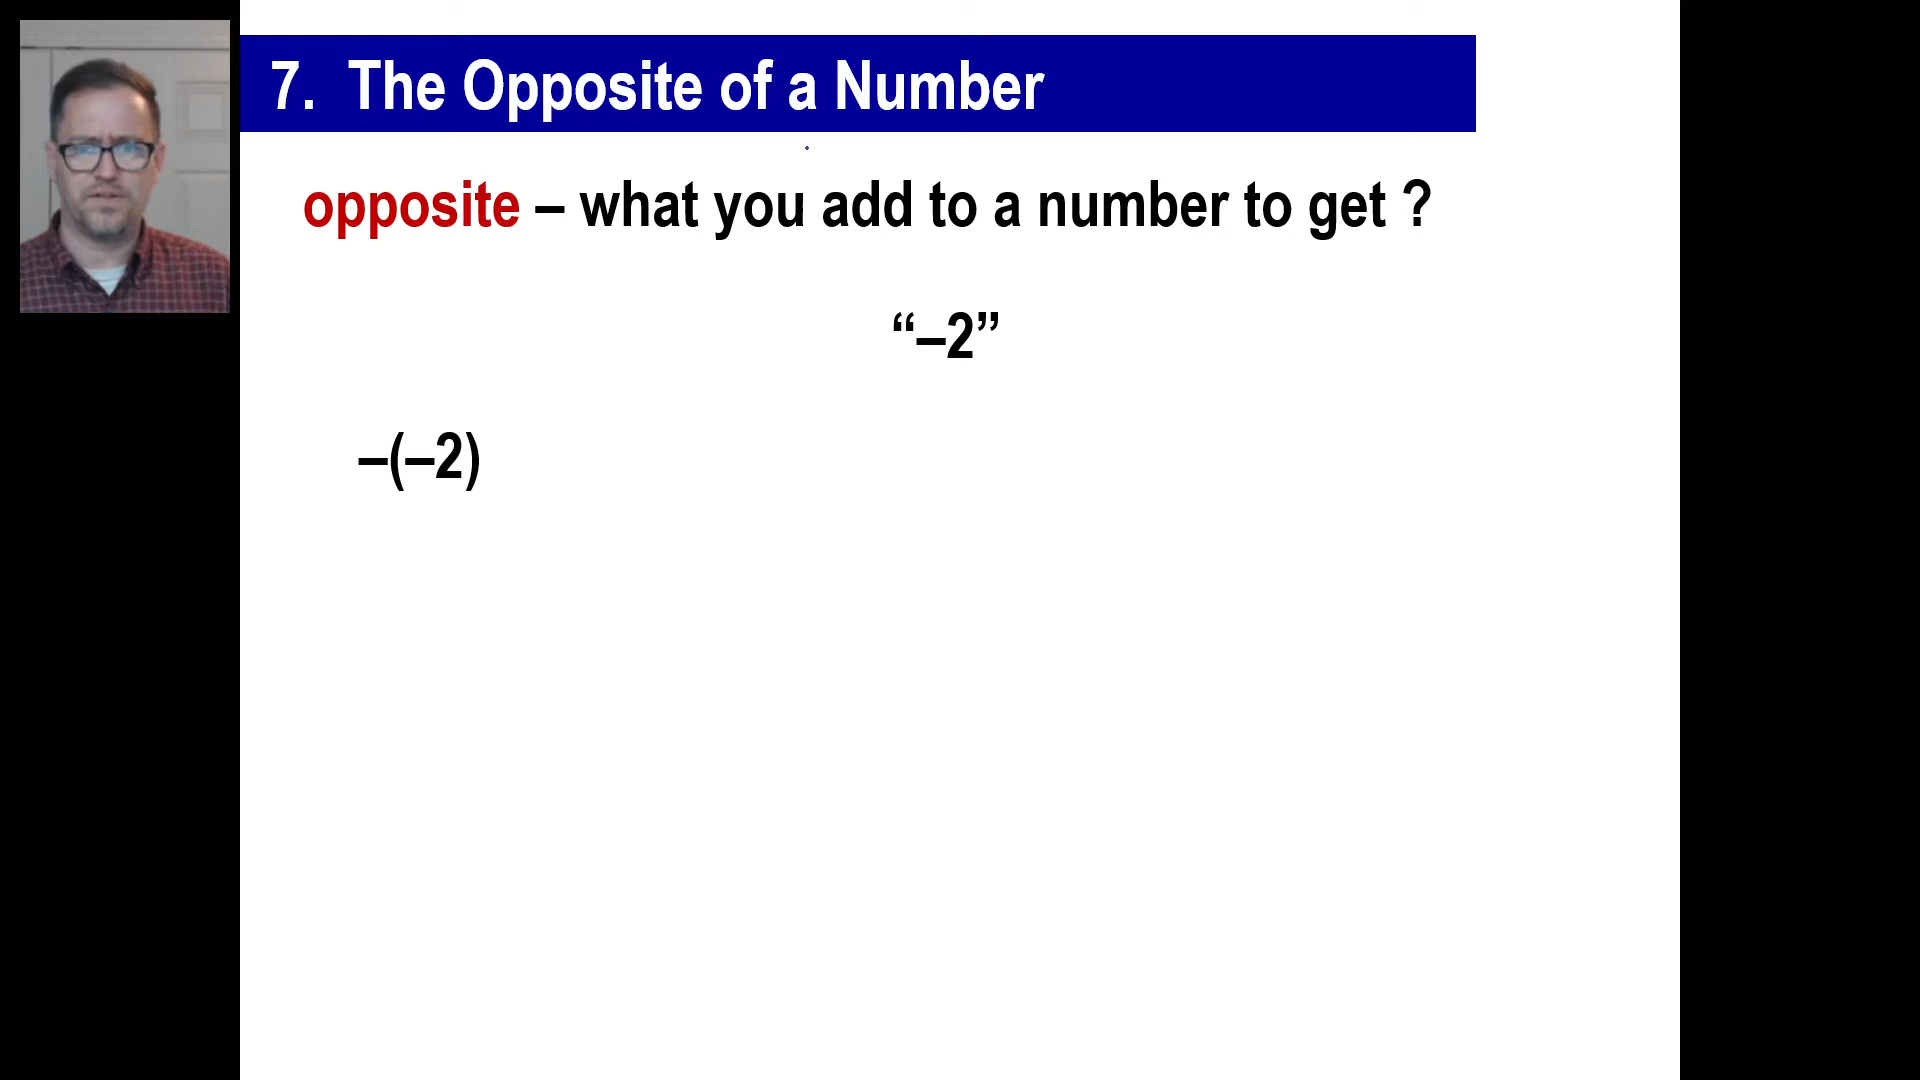 7. The Opposite of a Number
opposite – what you add to a number to get ?
“–2”
–(–2)